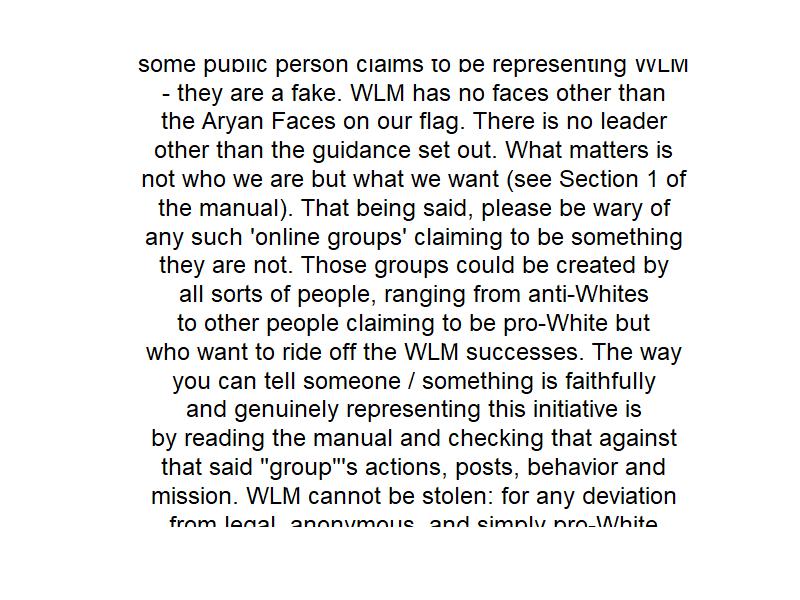 some public person claims to be representing WLM
- they are a fake. WLM has no faces other than
the Aryan Faces on our flag. There is no leader
other than the guidance set out. What matters is
not who we are but what we want (see Section 1 of
the manual). That being said, please be wary of
any such 'online groups' claiming to be something
they are not. Those groups could be created by
all sorts of people, ranging from anti-Whites
to other people claiming to be pro-White but
who want to ride off the WLM successes. The way
you can tell someone / something is faithfully
and genuinely representing this initiative is
by reading the manual and checking that against
that said "group"'s actions, posts, behavior and
mission. WLM cannot be stolen: for any deviation
from legal, anonymous, and simply pro-White